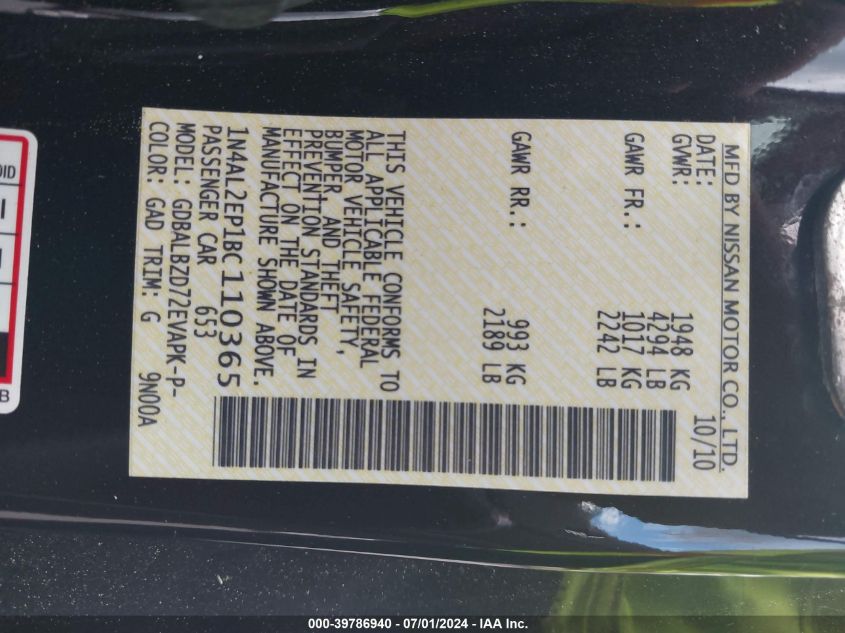 MFD BY NISSAN MOTOR CO., LTD.
DATE: 10/10
GVWR: 1948 KG
4294 LB
GAWR FR.: 1017 KG
2242 LB
GAWR RR.: 993 KG
2189 LB
THIS VEHICLE CONFORMS TO
ALL APPLICABLE FEDERAL
MOTOR VEHICLE SAFETY,
BUMPER, AND THEFT
PREVENTION STANDARDS IN
EFFECT ON THE DATE OF
MANUFACTURE SHOWN ABOVE.
1N4AL2EP1BC110365
PASSENGER CAR 653
MODEL: GDBALBZD72EVAPK-P-
COLOR: GAD TRIM: G 9N00A
000-39786940 - 07/01/2024 - IAA Inc.